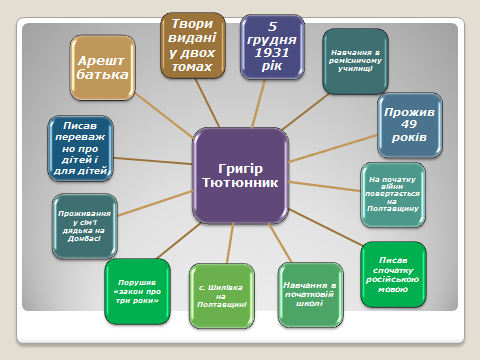 Григір
Тютюнник
5
грудня
1931
рік
Навчання в
ремісничому
училищі
Прожив
49
років
На початку
війни
повертається
на
Полтавщину
Писав
спочатку
російською
мовою
Навчання в
початковій
школі
с. Шилівка
на
Полтавщині
Порушив
«закон про
три роки»
Проживання
у сім'ї
дядька на
Донбасі
Писав
переваж
но про
дітей і
для дітей
Арешт
батька
Твори
видані
у двох
томах